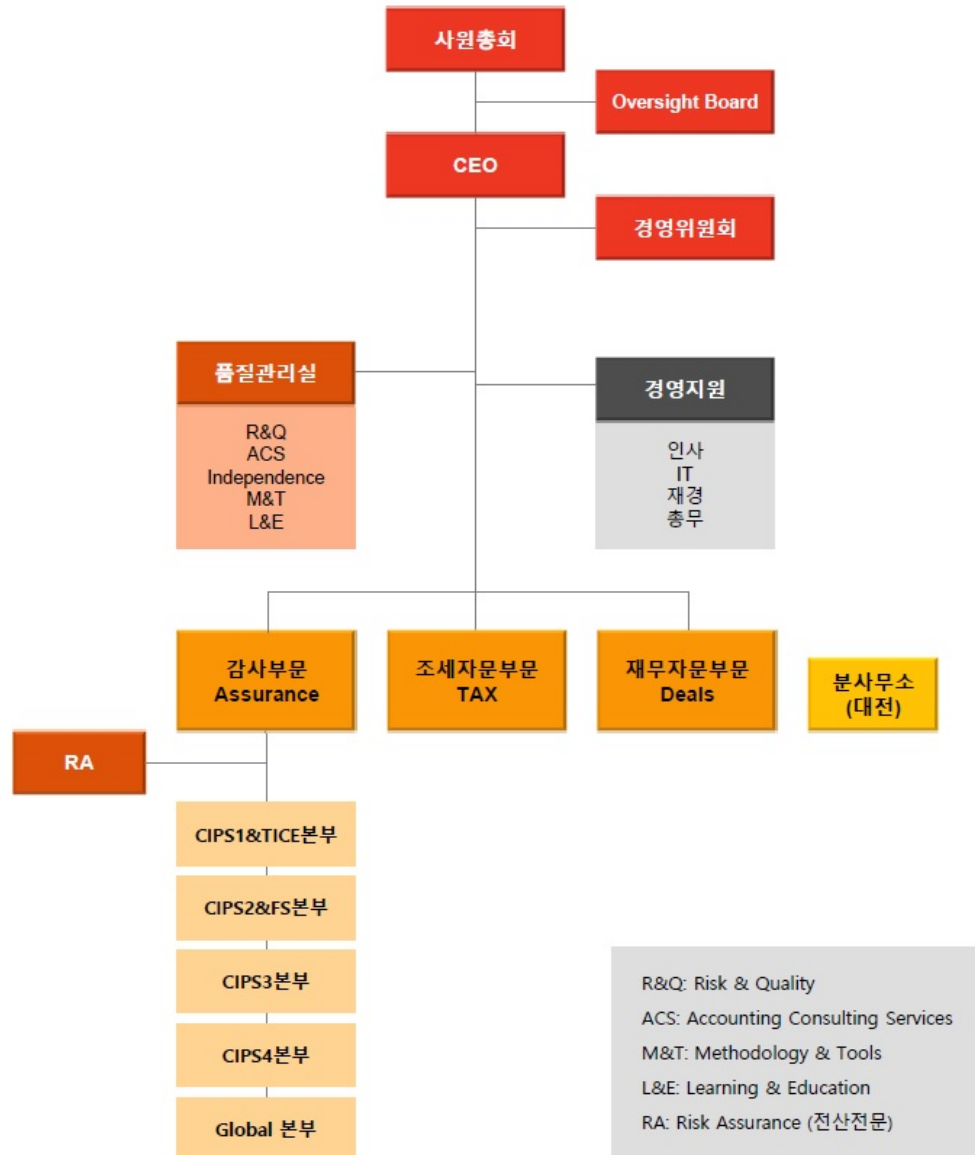 사원총회
Oversight Board
CEO
경영위원회
품질관리실
R&Q
ACS
Independence
M&T
L&E
경영지원
인사
IT
재경
총무
감사부문
Assurance
조세자문부문
TAX
재무자문부문
Deals
분사무소
(대전)
RA
CIPS1&TICE본부
CIPS2&FS본부
CIPS3본부
CIPS4본부
Global 본부
R&Q: Risk & Quality
ACS: Accounting Consulting Services
M&T: Methodology & Tools
L&E: Learning & Education
RA: Risk Assurance (전산전문)